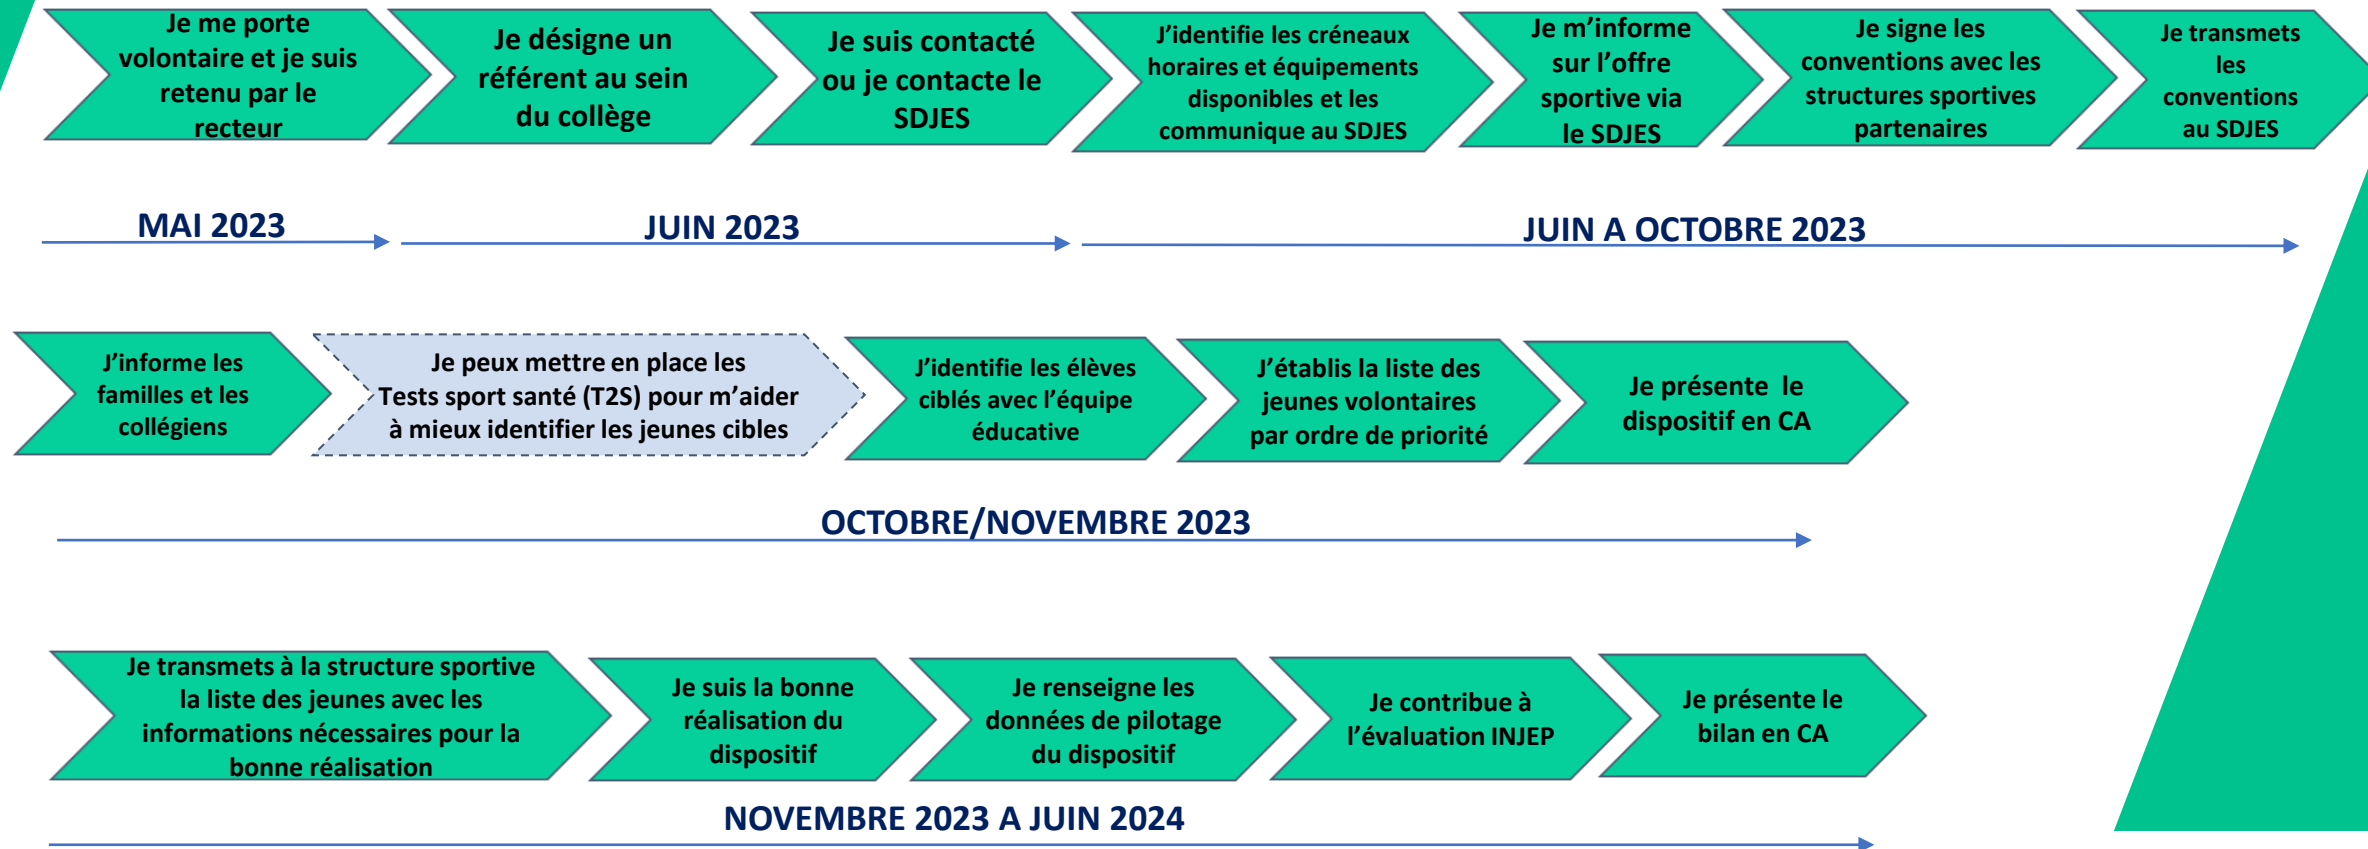 Je me porte
volontaire et je suis
retenu par le
recteur
Je désigne un
référent au sein
du collège
Je suis contacté
ou je contacte le
SDJES
J’identifie les créneaux
horaires et équipements
disponibles et les
communique au SDJES
Je m’informe
sur l’offre
sportive via
le SDJES
Je signe les
conventions avec les
structures sportives
partenaires
Je transmets
les
conventions
au SDJES
MAI 2023
JUIN 2023
JUIN A OCTOBRE 2023
J’informe les
familles et les
collégiens
Je peux mettre en place les
Tests sport santé (T2S) pour m’aider
à mieux identifier les jeunes cibles
J’identifie les élèves
ciblés avec l’équipe
éducative
J’établis la liste des
jeunes volontaires
par ordre de priorité
Je présente  le
dispositif en CA
OCTOBRE/NOVEMBRE 2023
Je transmets à la structure sportive
la liste des jeunes avec les
informations nécessaires pour la
bonne réalisation
Je suis la bonne
réalisation du
dispositif
Je renseigne les
données de pilotage
du dispositif
Je contribue à
l’évaluation INJEP
Je présente le
bilan en CA
NOVEMBRE 2023 A JUIN 2024